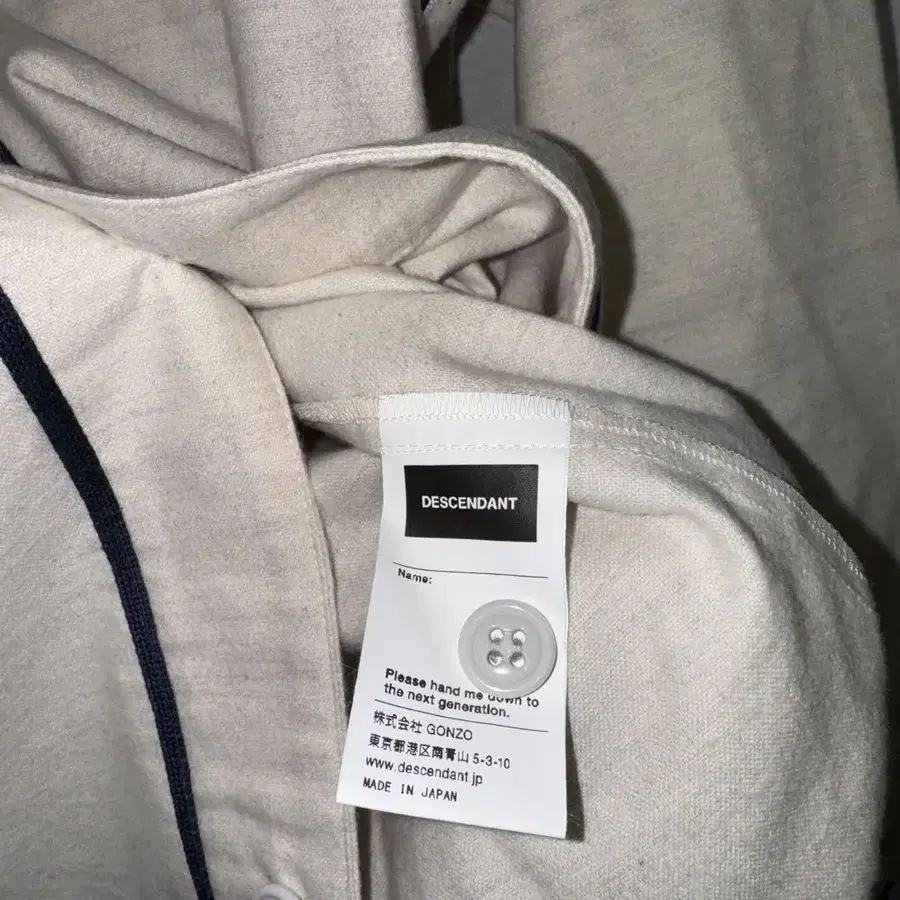 DESCENDANT
Name:
Please hand me down to
the next generation.
株式会社 GONZO
東京都港区南青山 5-3-10
www.descendant.jp
MADE IN JAPAN